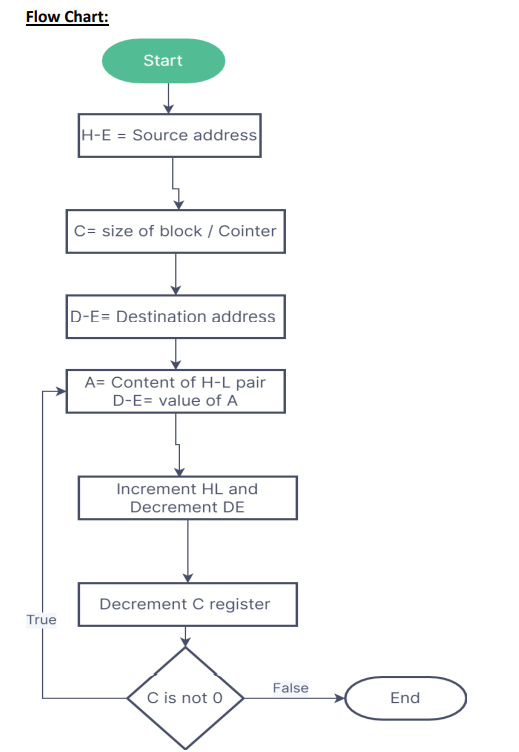 Flow Chart:
Start
H-E = Source address
C= size of block / Cointer
D-E= Destination address
A= Content of H-L pair
D-E= value of A
Increment HL and
Decrement DE
Decrement C register
True
C is not 0
False
End